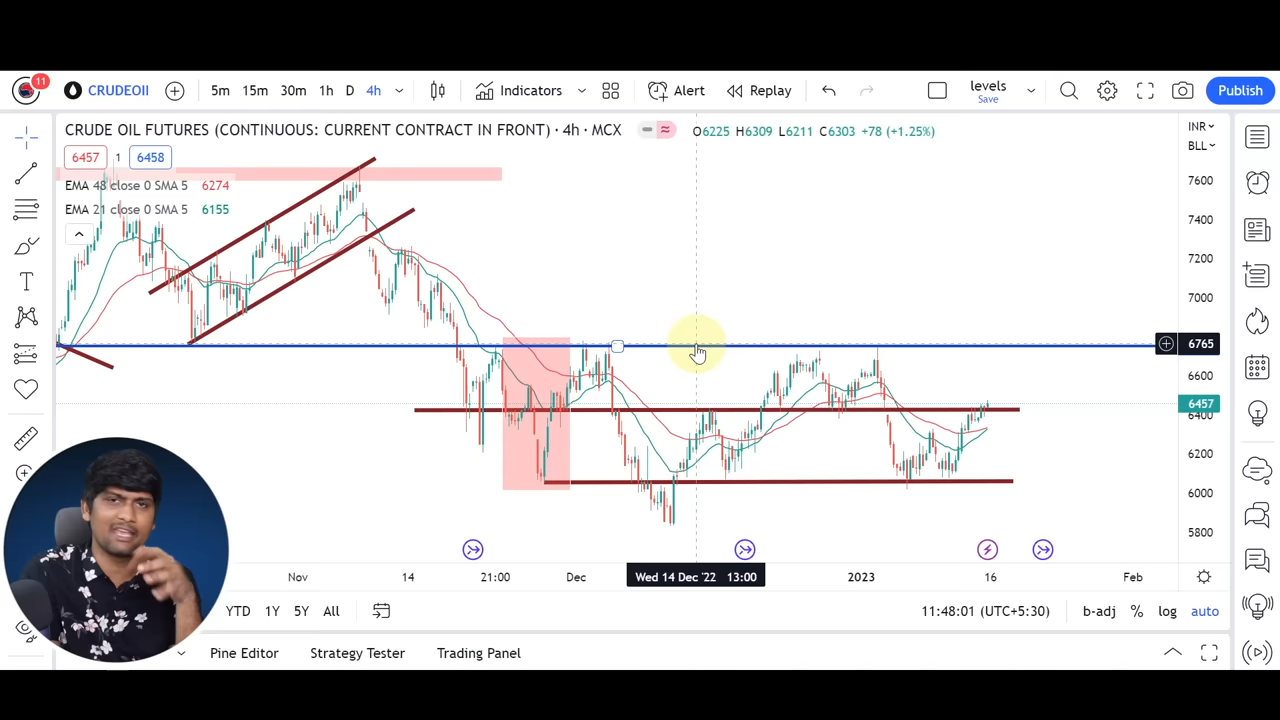 11
CRUDEOII
5m 15m 30m 1h D 4h
Indicators
Alert
Replay
levels
Save
Publish
CRUDE OIL FUTURES (CONTINUOUS: CURRENT CONTRACT IN FRONT) · 4h · MCX
O6225 H6309 L6211 C6303 +78 (+1.25%)
INR
BLL
6457 1 6458
EMA 48 close 0 SMA 5 6274
EMA 21 close 0 SMA 5 6155
7600
7400
7200
7000
6765
6600
6457
6400
6200
6000
5800
Nov 14 21:00 Dec Wed 14 Dec '22 13:00 2023 16 Feb
YTD 1Y 5Y All
11:48:01 (UTC+5:30)
b-adj % log auto
Pine Editor Strategy Tester Trading Panel